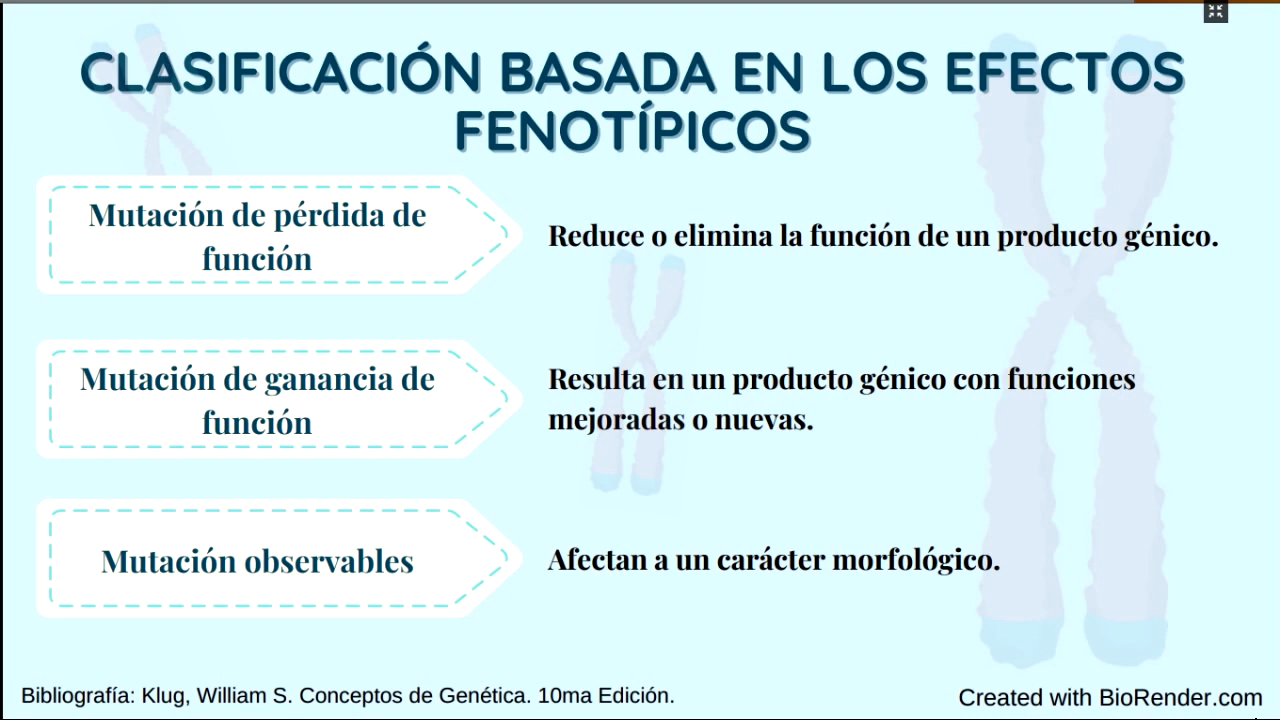 CLASIFICACIÓN BASADA EN LOS EFECTOS
FENOTÍPICOS
Mutación de pérdida de
función
Reduce o elimina la función de un producto génico.
Mutación de ganancia de
función
Resulta en un producto génico con funciones
mejoradas o nuevas.
Mutación observables
Afectan a un carácter morfológico.
Bibliografía: Klug, William S. Conceptos de Genética. 10ma Edición.
Created with BioRender.com